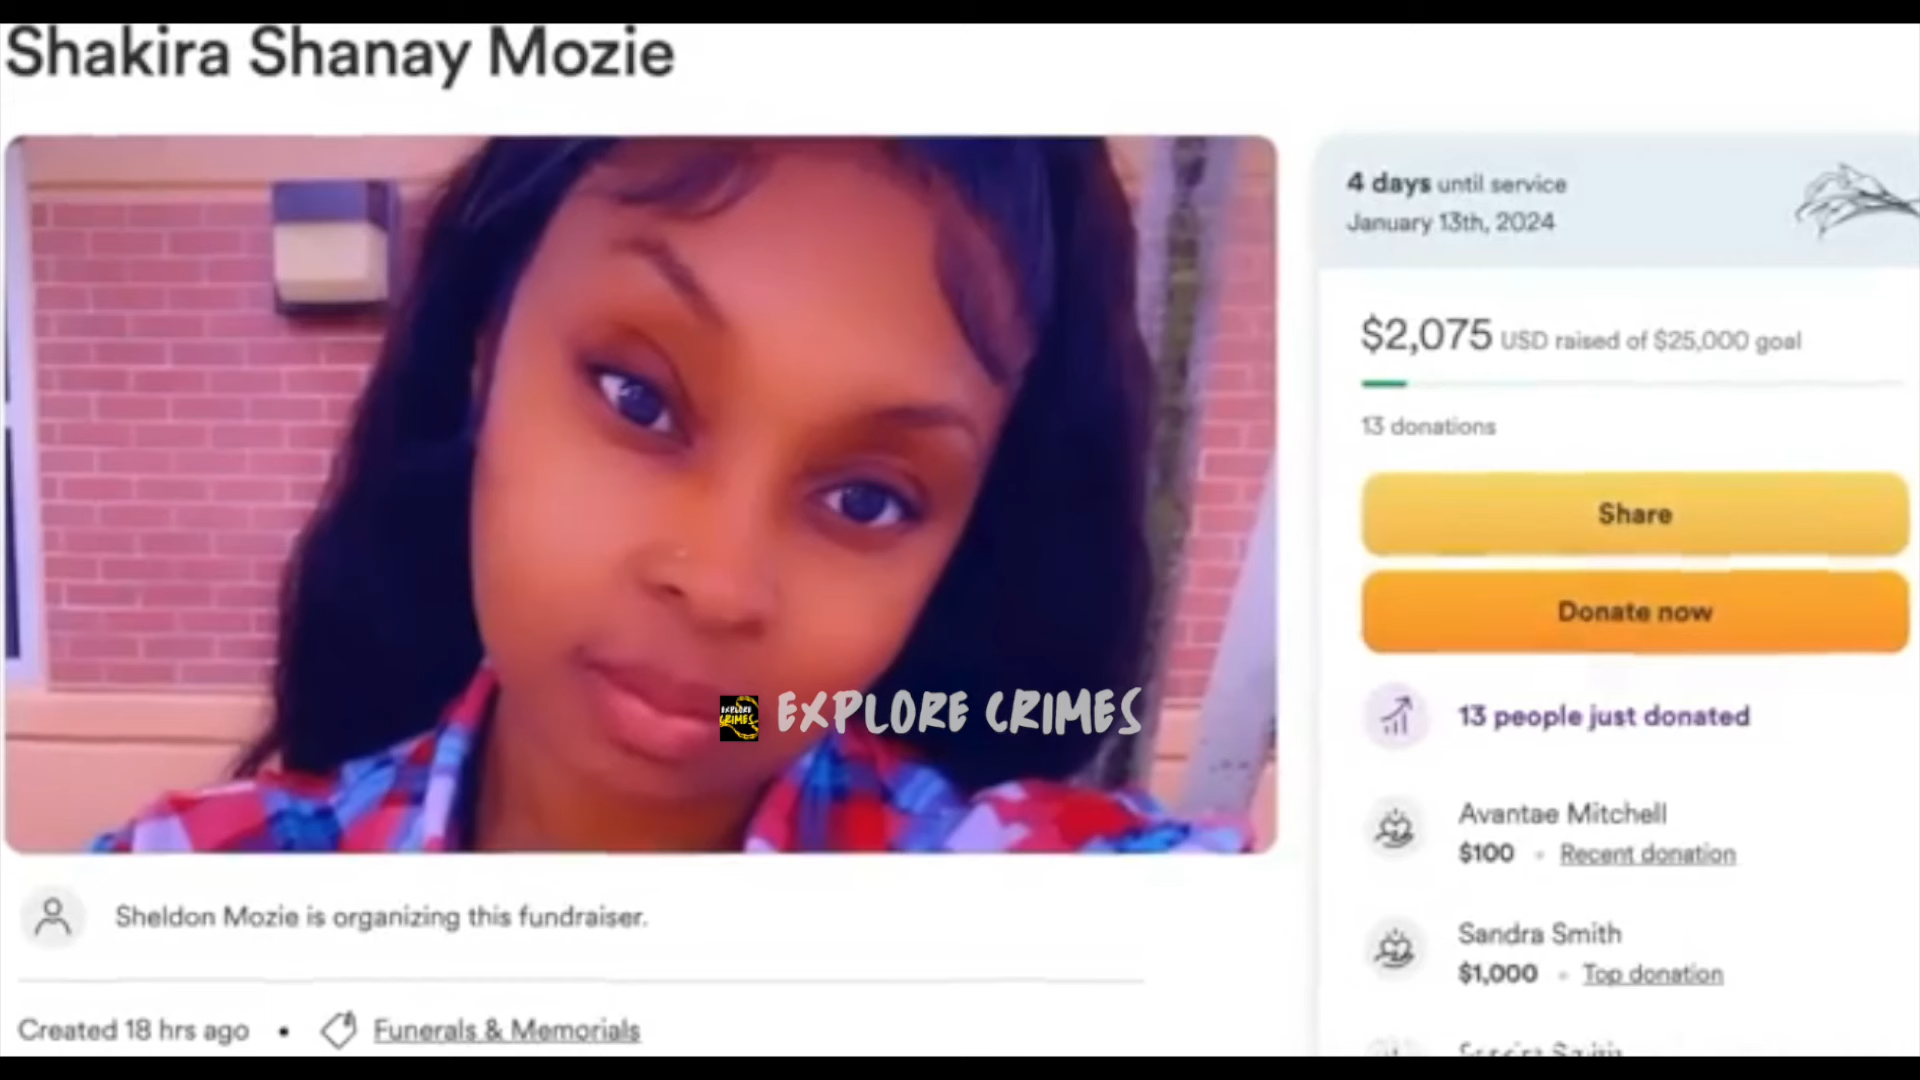 Shakira Shanay Mozie
4 days until service
January 13th, 2024
$2,075 USD raised of $25,000 goal
13 donations
Share
Donate now
EXPLORE CRIMES
EXPLORE CRIMES
13 people just donated
Avantae Mitchell
$100 • Recent donation
Sandra Smith
$1,000 • Top donation
Sheldon Mozie is organizing this fundraiser.
Created 18 hrs ago • Funerals & Memorials